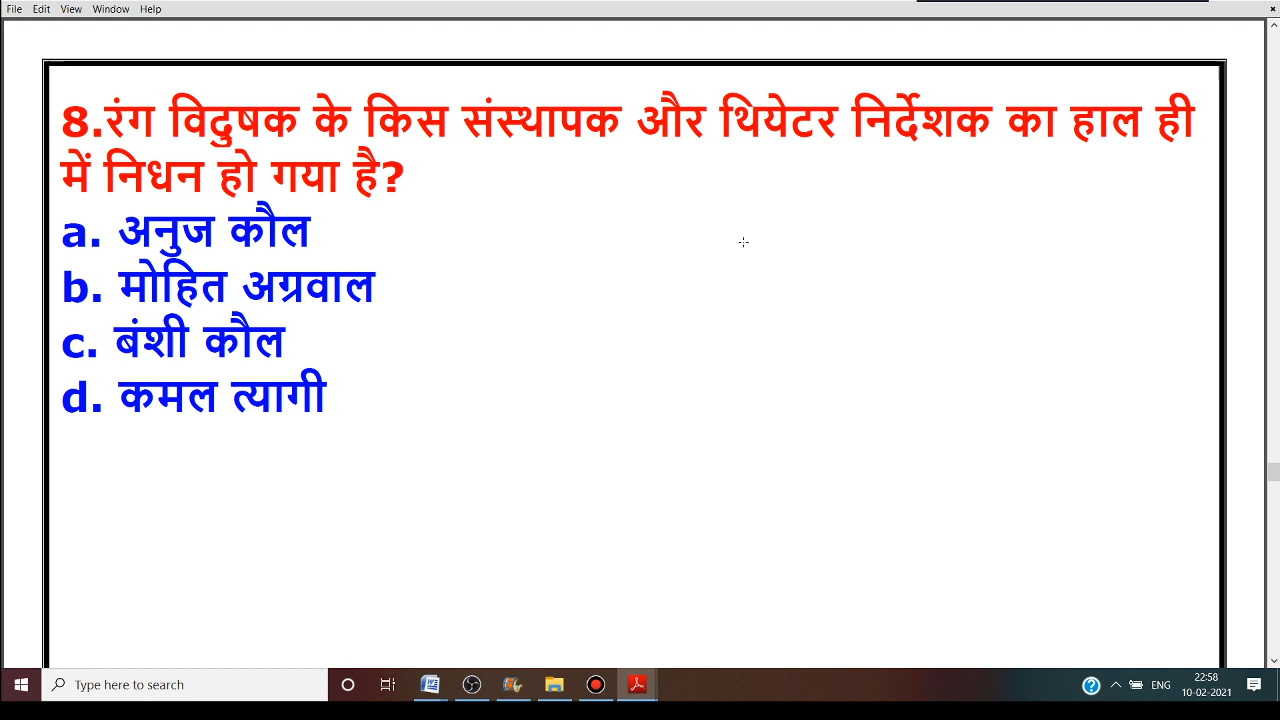 File Edit View Window Help
8.रंग विदुषक के किस संस्थापक और थियेटर निर्देशक का हाल ही
में निधन हो गया है?
a. अनुज कौल
b. मोहित अग्रवाल
c. बंशी कौल
d. कमल त्यागी
Type here to search
ENG
22:58
10-02-2021